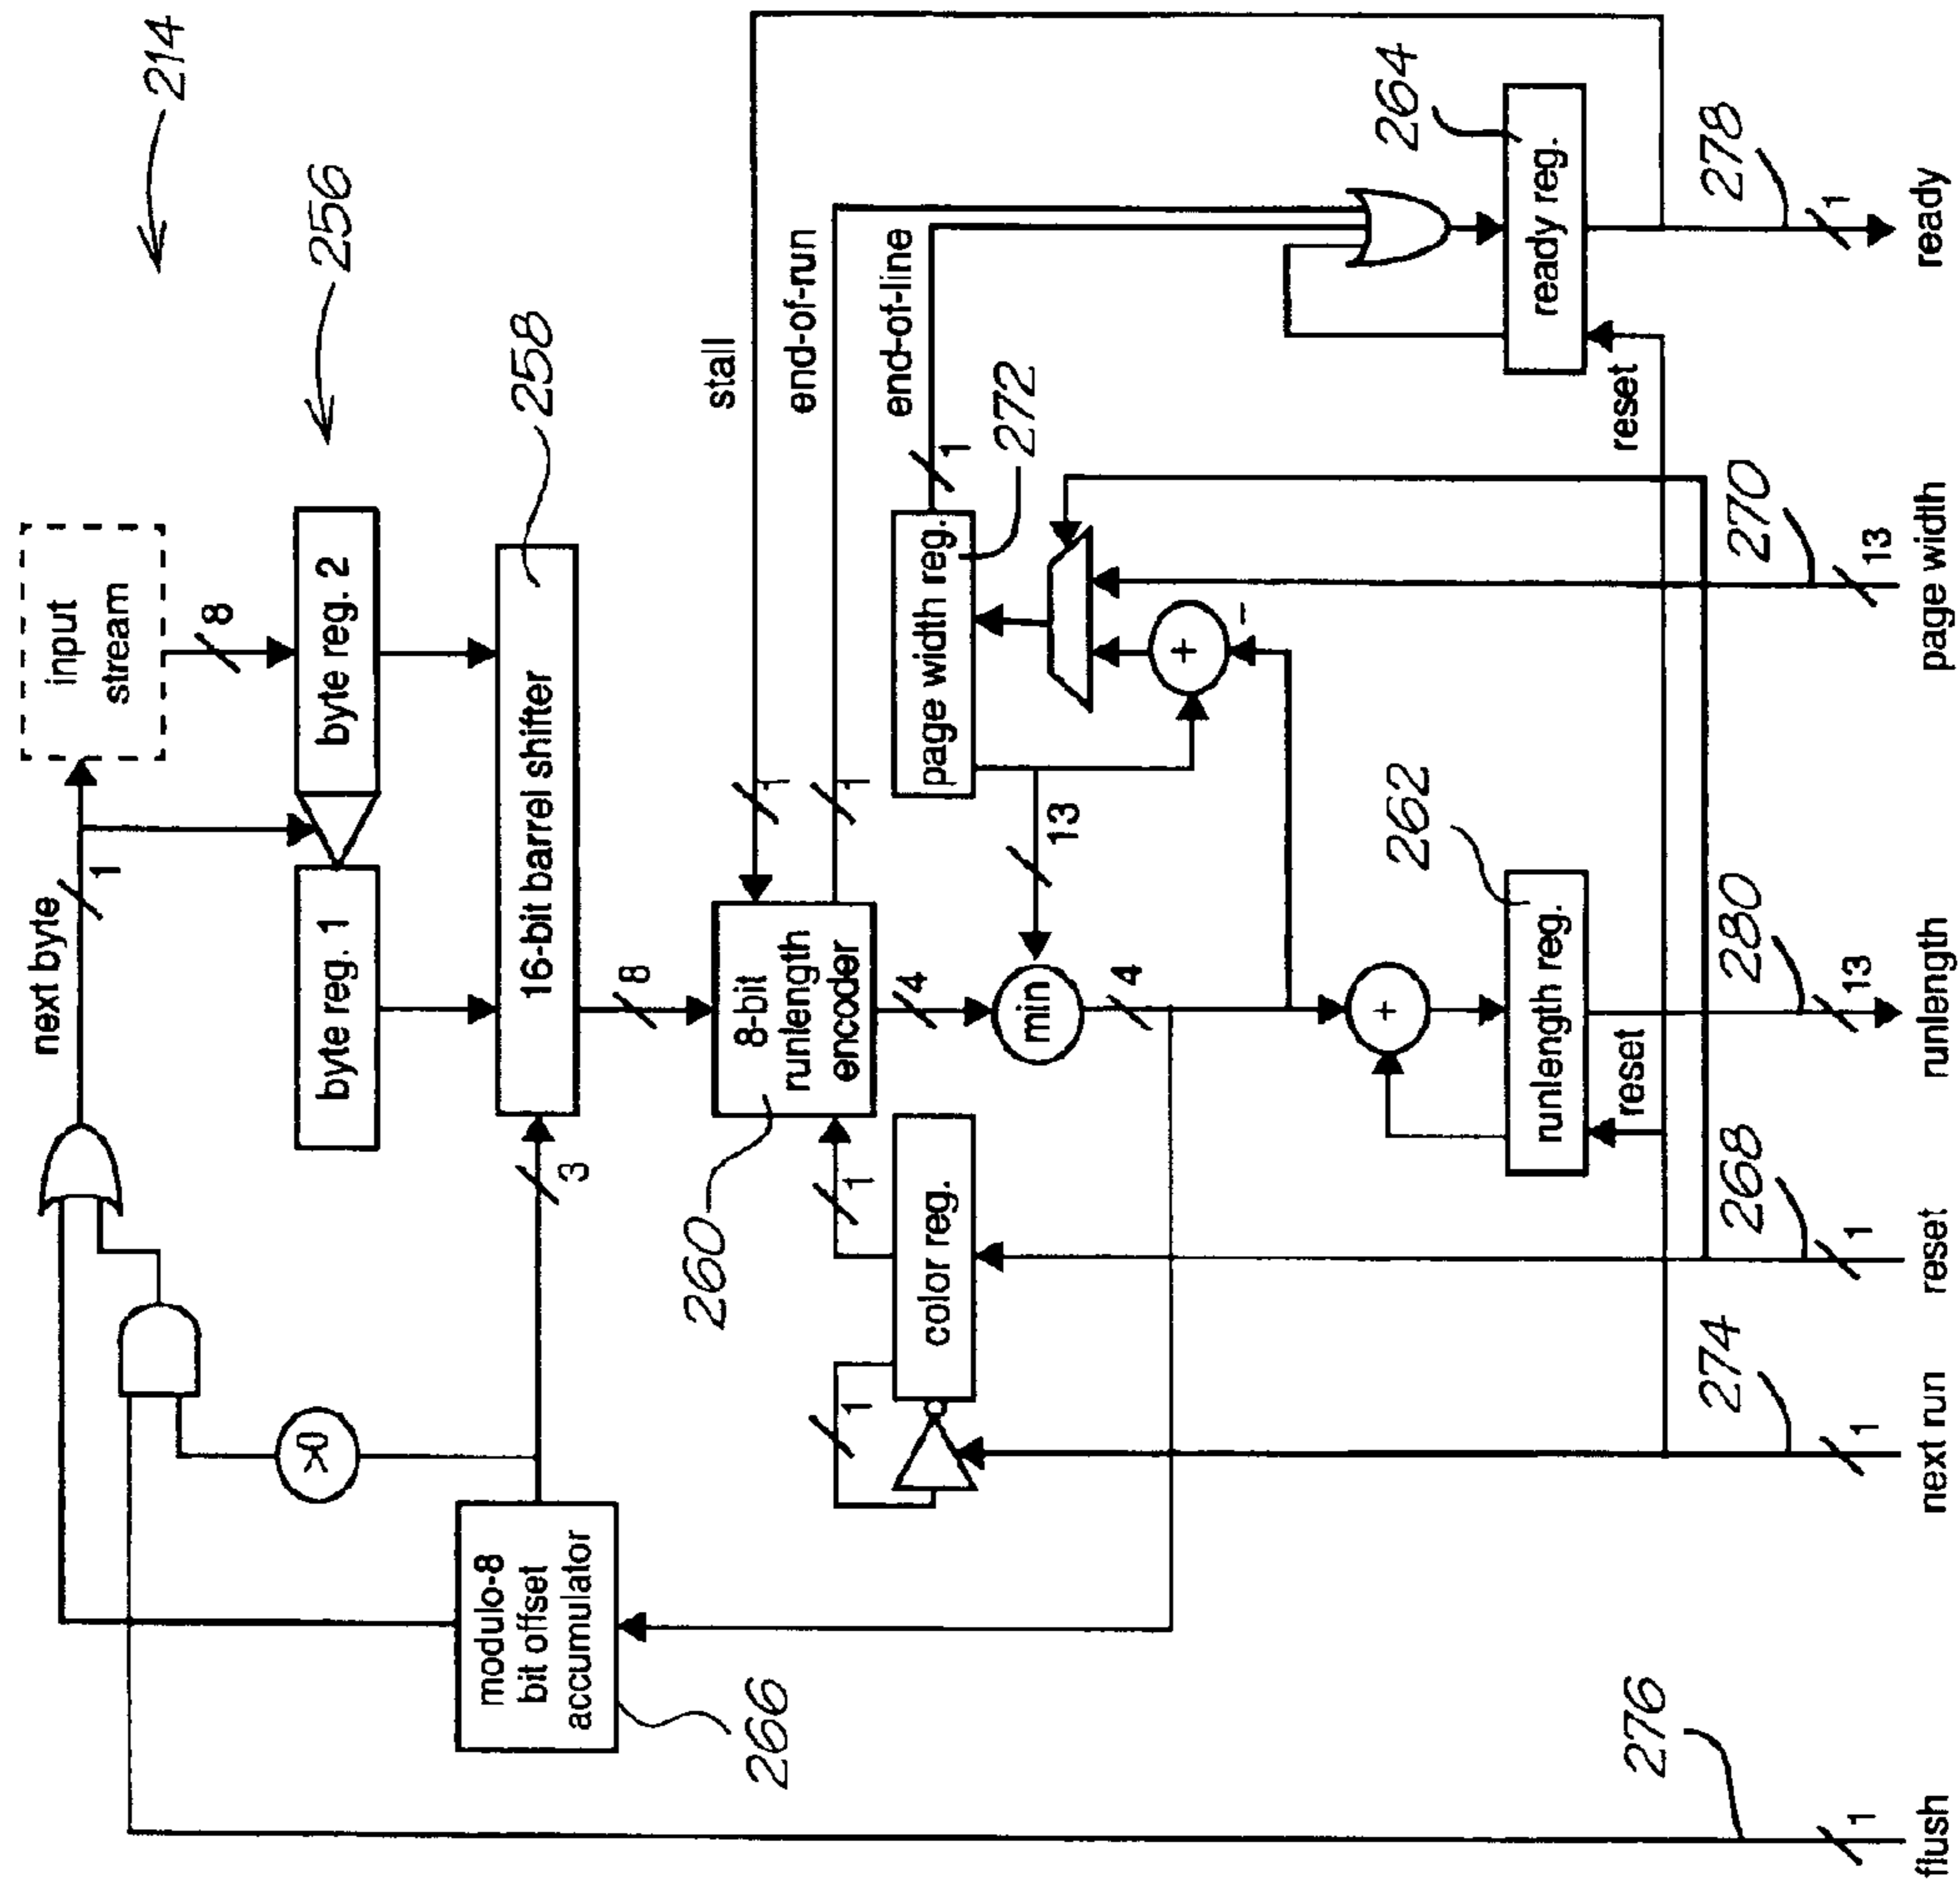 214
256
next byte
1
input
stream
8
byte reg. 1
byte reg. 2
258
16-bit barrel shifter
>0
3
8
modulo-8
bit offset
accumulator
266
stall
1
end-of-run
1
end-of-line
1
8-bit
runlength
encoder
260
4
min
4
13
color reg.
1
1
page width reg.
272
+
-
+
262
runlength reg.
reset
264
ready reg.
reset
276
274
268
280
270
278
1
1
1
13
13
1
flush
next run
reset
runlength
page width
ready